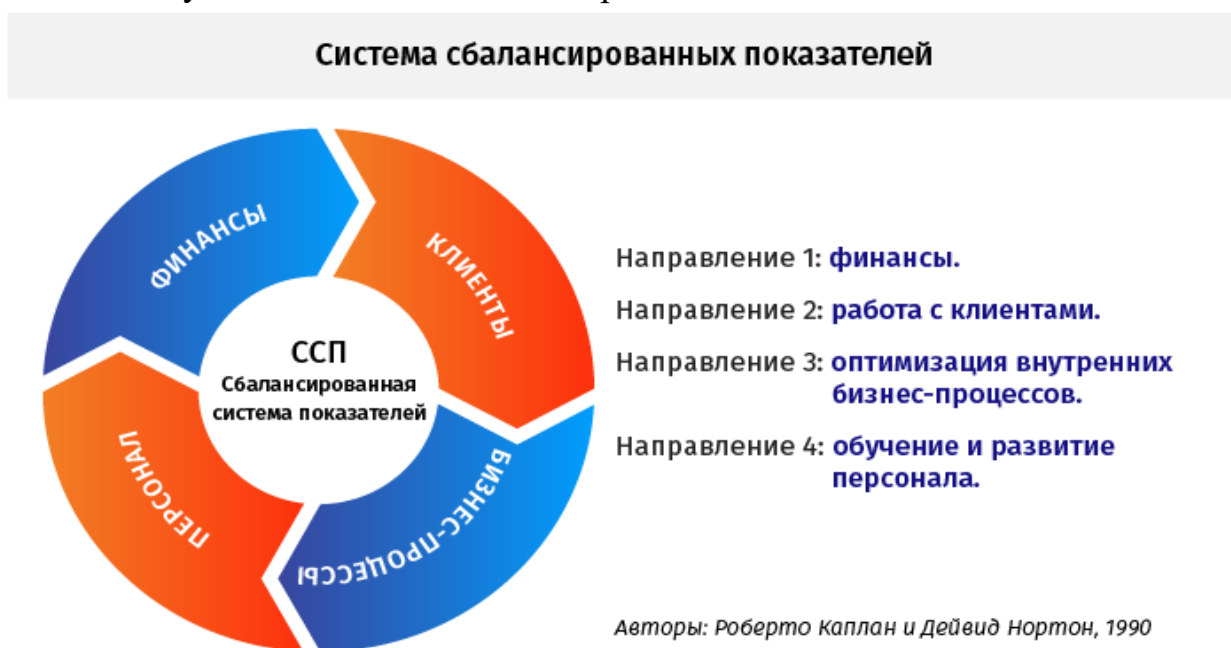 Система сбалансированных показателей
ФИНАНСЫ
КЛИЕНТЫ
ССП
Сбалансированная
система показателей
ПЕРСОНАЛ
БИЗНЕС-ПРОЦЕССЫ
Направление 1: финансы.
Направление 2: работа с клиентами.
Направление 3: оптимизация внутренних
бизнес-процессов.
Направление 4: обучение и развитие
персонала.
Авторы: Роберто Каплан и Дейвид Нортон, 1990